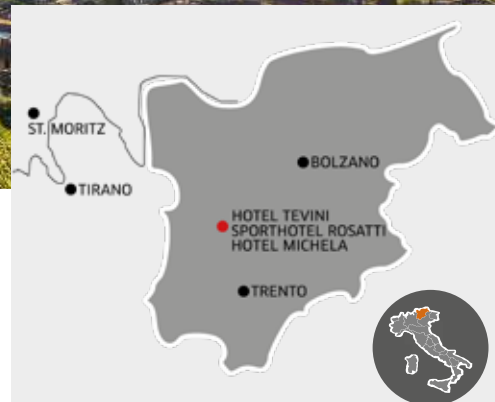 ST. MORITZ
TIRANO
BOLZANO
HOTEL TEVINI
SPORTHOTEL ROSATTI
HOTEL MICHELA
TRENTO